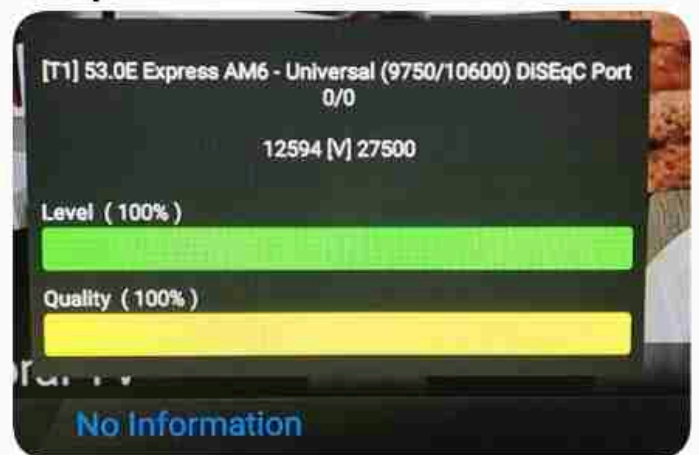 [T1] 53.0E Express AM6 - Universal (9750/10600) DiSEqC Port
0/0
12594 [V] 27500
Level ( 100% )
Quality ( 100% )
TV
No Information